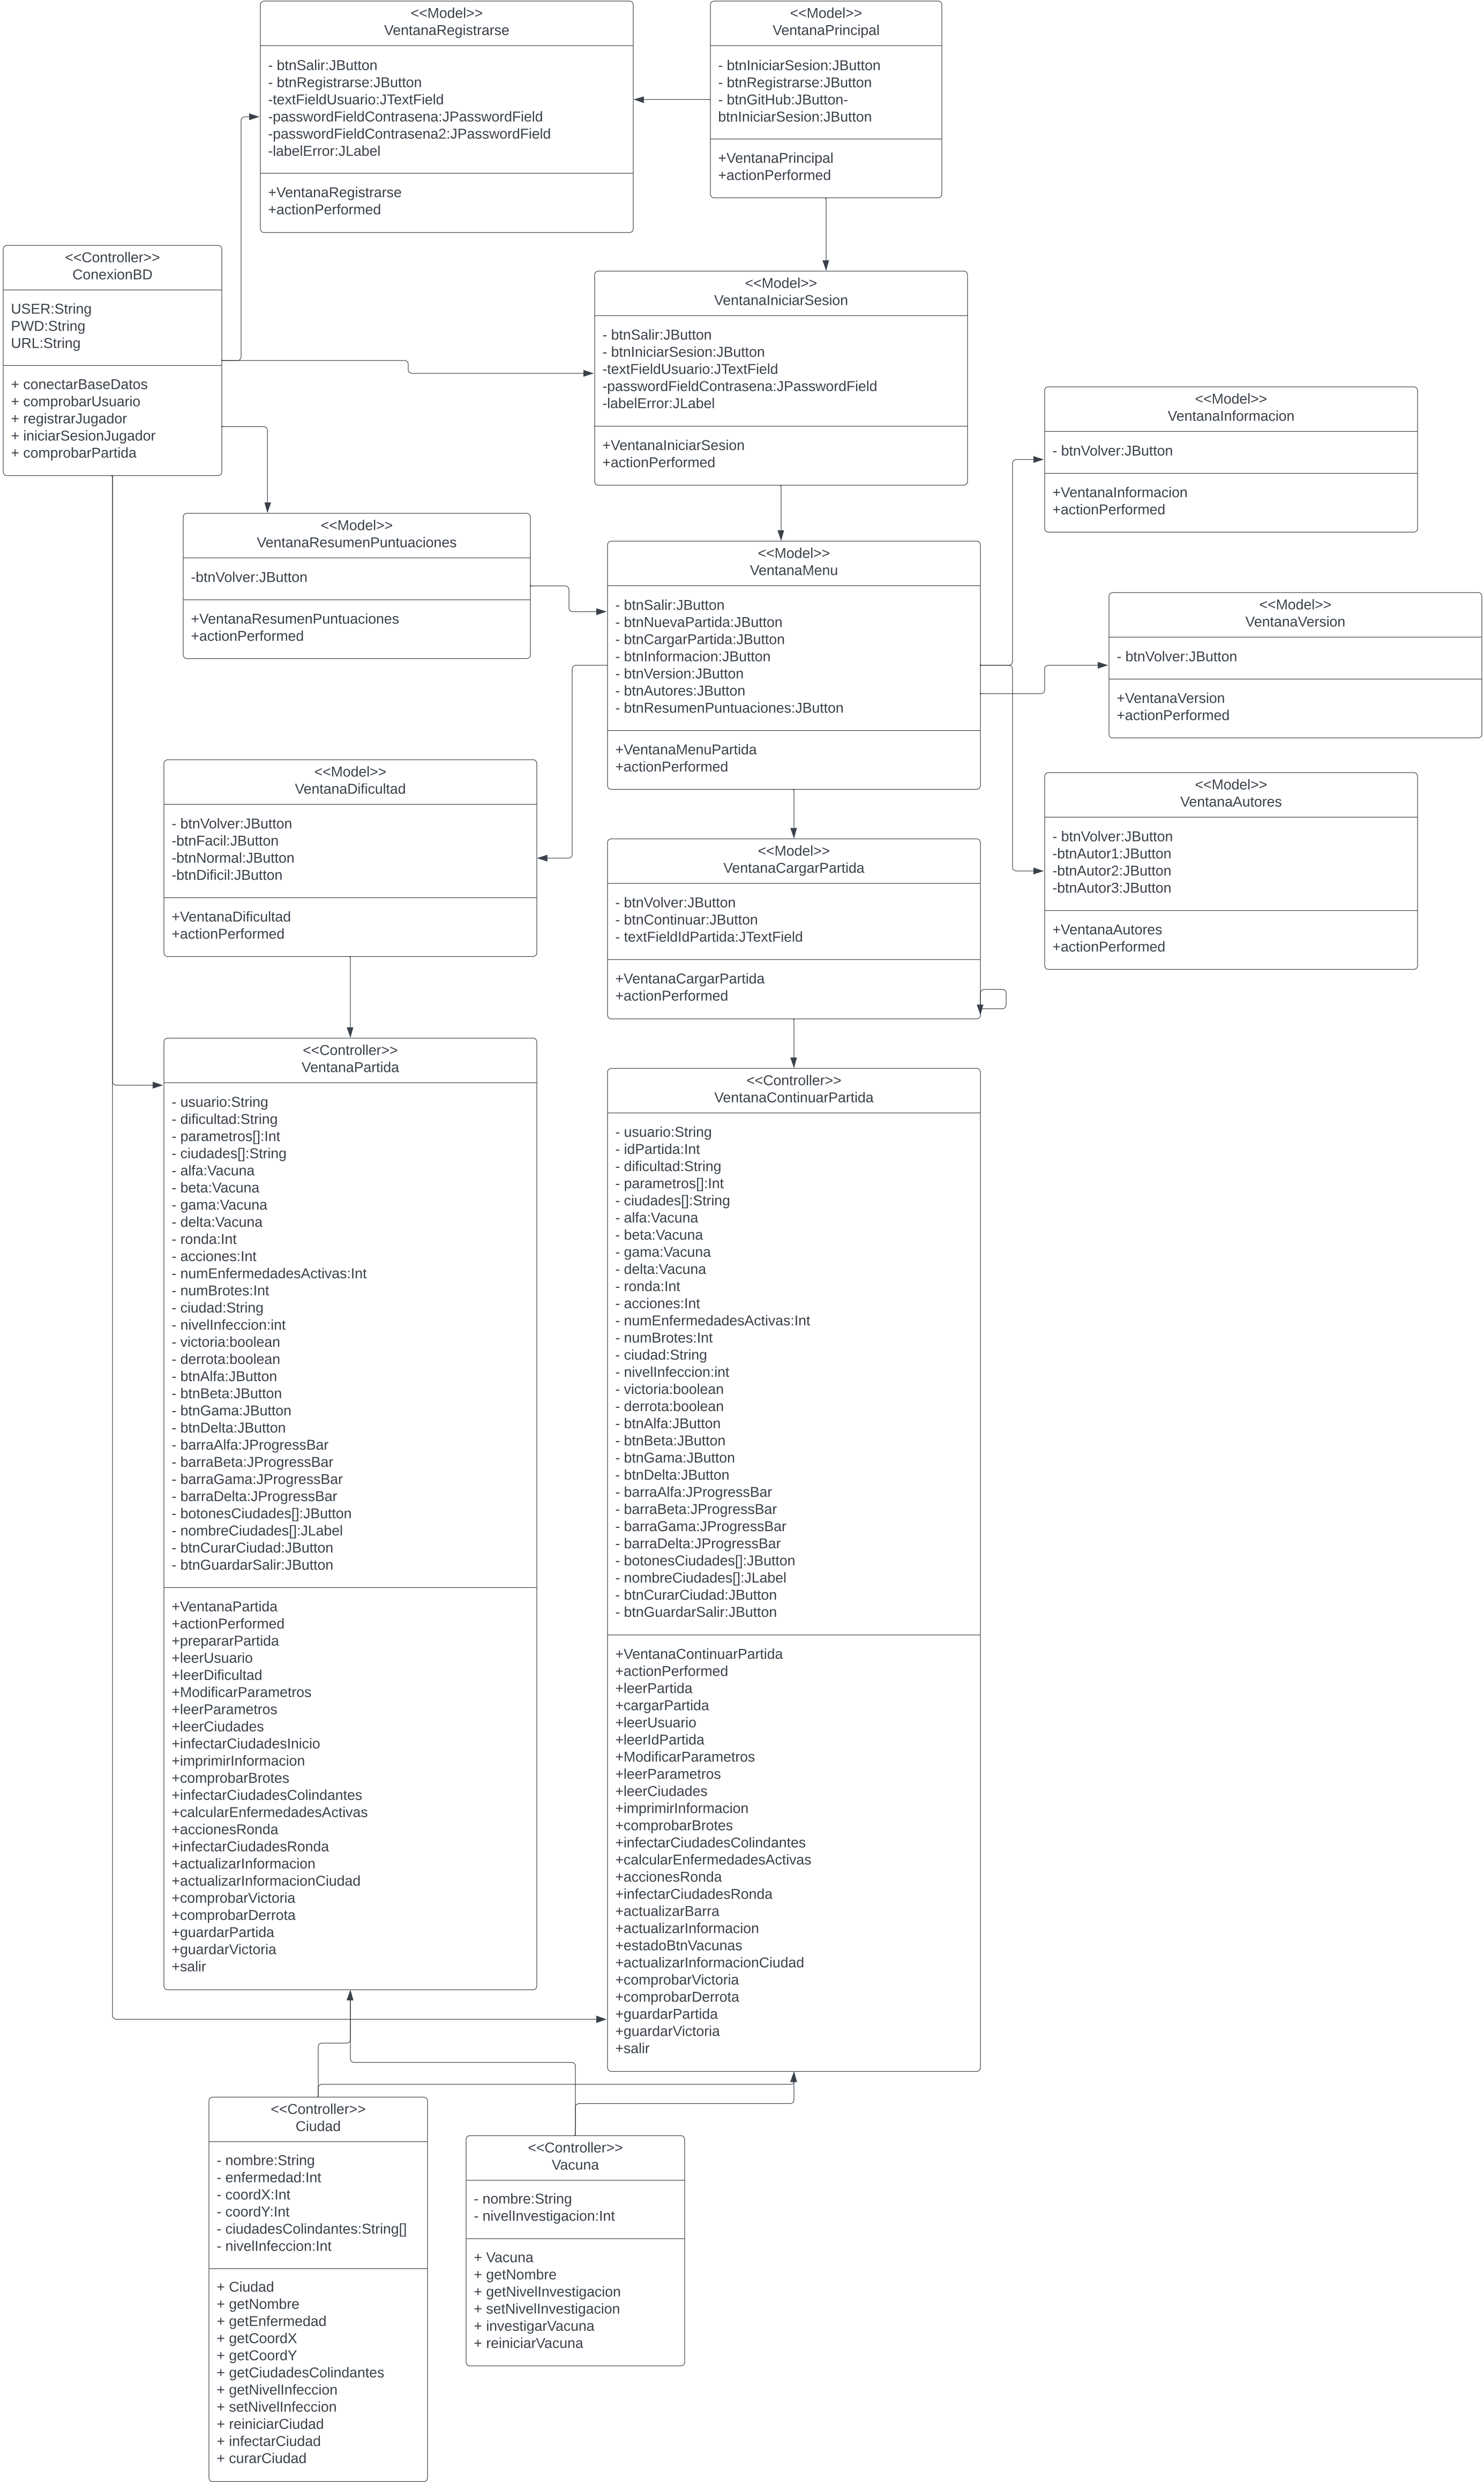 <<Model>>
VentanaRegistrarse
- btnSalir:JButton
- btnRegistrarse:JButton
-textFieldUsuario:JTextField
-passwordFieldContrasena:JPasswordField
-passwordFieldContrasena2:JPasswordField
-labelError:JLabel
+VentanaRegistrarse
+actionPerformed
<<Model>>
VentanaPrincipal
- btnIniciarSesion:JButton
- btnRegistrarse:JButton
- btnGitHub:JButton-
btnIniciarSesion:JButton
+VentanaPrincipal
+actionPerformed
<<Controller>>
ConexionBD
USER:String
PWD:String
URL:String
+ conectarBaseDatos
+ comprobarUsuario
+ registrarJugador
+ iniciarSesionJugador
+ comprobarPartida
<<Model>>
VentanaIniciarSesion
- btnSalir:JButton
- btnIniciarSesion:JButton
-textFieldUsuario:JTextField
-passwordFieldContrasena:JPasswordField
-labelError:JLabel
+VentanaIniciarSesion
+actionPerformed
<<Model>>
VentanaInformacion
- btnVolver:JButton
+VentanaInformacion
+actionPerformed
<<Model>>
VentanaResumenPuntuaciones
-btnVolver:JButton
+VentanaResumenPuntuaciones
+actionPerformed
<<Model>>
VentanaMenu
- btnSalir:JButton
- btnNuevaPartida:JButton
- btnCargarPartida:JButton
- btnInformacion:JButton
- btnVersion:JButton
- btnAutores:JButton
- btnResumenPuntuaciones:JButton
+VentanaMenuPartida
+actionPerformed
<<Model>>
VentanaVersion
- btnVolver:JButton
+VentanaVersion
+actionPerformed
<<Model>>
VentanaDificultad
- btnVolver:JButton
-btnFacil:JButton
-btnNormal:JButton
-btnDificil:JButton
+VentanaDificultad
+actionPerformed
<<Model>>
VentanaCargarPartida
- btnVolver:JButton
- btnContinuar:JButton
- textFieldIdPartida:JTextField
+VentanaCargarPartida
+actionPerformed
<<Model>>
VentanaAutores
- btnVolver:JButton
-btnAutor1:JButton
-btnAutor2:JButton
-btnAutor3:JButton
+VentanaAutores
+actionPerformed
<<Controller>>
VentanaPartida
- usuario:String
- dificultad:String
- parametros[]:Int
- ciudades[]:String
- alfa:Vacuna
- beta:Vacuna
- gama:Vacuna
- delta:Vacuna
- ronda:Int
- acciones:Int
- numEnfermedadesActivas:Int
- numBrotes:Int
- ciudad:String
- nivelInfeccion:int
- victoria:boolean
- derrota:boolean
- btnAlfa:JButton
- btnBeta:JButton
- btnGama:JButton
- btnDelta:JButton
- barraAlfa:JProgressBar
- barraBeta:JProgressBar
- barraGama:JProgressBar
- barraDelta:JProgressBar
- botonesCiudades[]:JButton
- nombreCiudades[]:JLabel
- btnCurarCiudad:JButton
- btnGuardarSalir:JButton
+VentanaPartida
+actionPerformed
+prepararPartida
+leerUsuario
+leerDificultad
+ModificarParametros
+leerParametros
+leerCiudades
+infectarCiudadesInicio
+imprimirInformacion
+comprobarBrotes
+infectarCiudadesColindantes
+calcularEnfermedadesActivas
+accionesRonda
+infectarCiudadesRonda
+actualizarInformacion
+actualizarInformacionCiudad
+comprobarVictoria
+comprobarDerrota
+guardarPartida
+guardarVictoria
+salir
<<Controller>>
VentanaContinuarPartida
- usuario:String
- idPartida:Int
- dificultad:String
- parametros[]:Int
- ciudades[]:String
- alfa:Vacuna
- beta:Vacuna
- gama:Vacuna
- delta:Vacuna
- ronda:Int
- acciones:Int
- numEnfermedadesActivas:Int
- numBrotes:Int
- ciudad:String
- nivelInfeccion:int
- victoria:boolean
- derrota:boolean
- btnAlfa:JButton
- btnBeta:JButton
- btnGama:JButton
- btnDelta:JButton
- barraAlfa:JProgressBar
- barraBeta:JProgressBar
- barraGama:JProgressBar
- barraDelta:JProgressBar
- botonesCiudades[]:JButton
- nombreCiudades[]:JLabel
- btnCurarCiudad:JButton
- btnGuardarSalir:JButton
+VentanaContinuarPartida
+actionPerformed
+leerPartida
+cargarPartida
+leerUsuario
+leerIdPartida
+ModificarParametros
+leerParametros
+leerCiudades
+imprimirInformacion
+comprobarBrotes
+infectarCiudadesColindantes
+calcularEnfermedadesActivas
+accionesRonda
+infectarCiudadesRonda
+actualizarBarra
+actualizarInformacion
+estadoBtnVacunas
+actualizarInformacionCiudad
+comprobarVictoria
+comprobarDerrota
+guardarPartida
+guardarVictoria
+salir
<<Controller>>
Ciudad
- nombre:String
- enfermedad:Int
- coordX:Int
- coordY:Int
- ciudadesColindantes:String[]
- nivelInfeccion:Int
+ Ciudad
+ getNombre
+ getEnfermedad
+ getCoordX
+ getCoordY
+ getCiudadesColindantes
+ getNivelInfeccion
+ setNivelInfeccion
+ reiniciarCiudad
+ infectarCiudad
+ curarCiudad
<<Controller>>
Vacuna
- nombre:String
- nivelInvestigacion:Int
+ Vacuna
+ getNombre
+ getNivelInvestigacion
+ setNivelInvestigacion
+ investigarVacuna
+ reiniciarVacuna